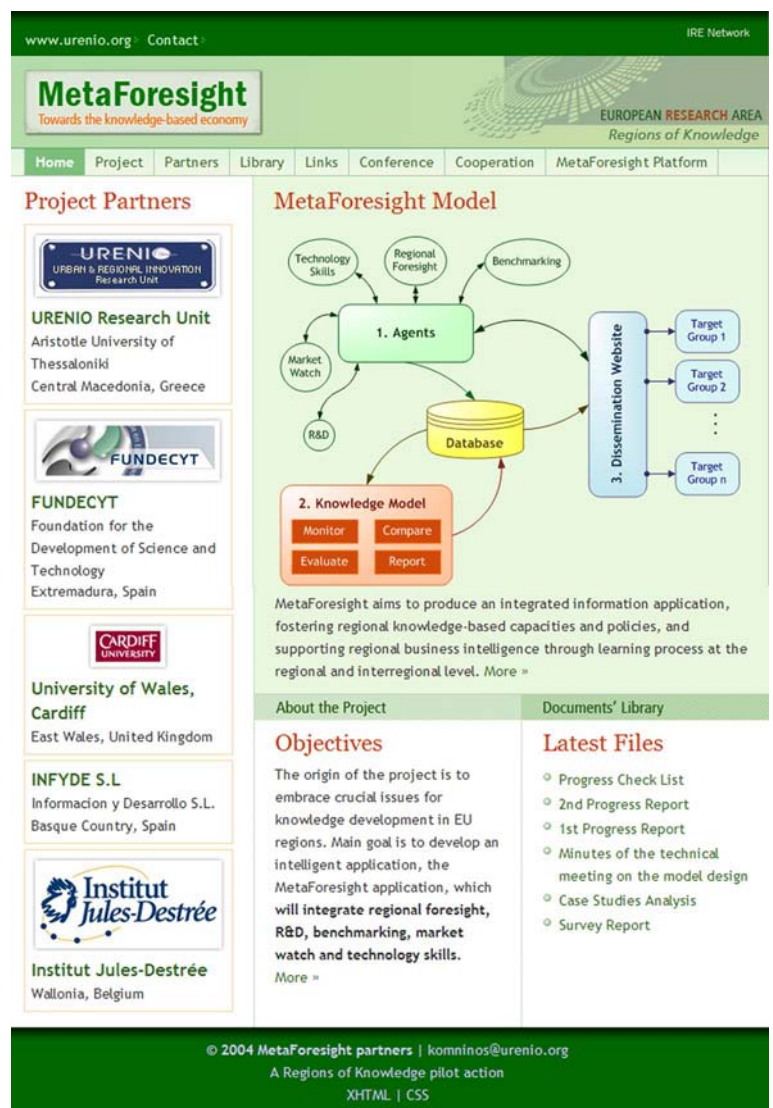 www.urenio.org Contact
IRE Network
MetaForesight
Towards the knowledge-based economy
EUROPEAN RESEARCH AREA
Regions of Knowledge
Home Project Partners Library Links Conference Cooperation MetaForesight Platform
Project Partners
URENIO
URBAN & REGIONAL INNOVATION
Research Unit
URENIO Research Unit
Aristotle University of
Thessaloniki
Central Macedonia, Greece
FUNDECYT
FUNDECYT
Foundation for the
Development of Science and
Technology
Extremadura, Spain
CARDIFF
UNIVERSITY
University of Wales,
Cardiff
East Wales, United Kingdom
INFYDE S.L
Informacion y Desarrollo S.L.
Basque Country, Spain
Institut
Jules-Destrée
Institut Jules-Destrée
Wallonia, Belgium
MetaForesight Model
Technology
Skills
Regional
Foresight
Benchmarking
1. Agents
Market
Watch
R&D
Database
2. Knowledge Model
Monitor
Compare
Evaluate
Report
3. Dissemination Website
Target
Group 1
Target
Group 2
Target
Group n
MetaForesight aims to produce an integrated information application,
fostering regional knowledge-based capacities and policies, and
supporting regional business intelligence through learning process at the
regional and interregional level. More »
About the Project
Objectives
The origin of the project is to
embrace crucial issues for
knowledge development in EU
regions. Main goal is to develop an
intelligent application, the
MetaForesight application, which
will integrate regional foresight,
R&D, benchmarking, market
watch and technology skills.
More »
Documents' Library
Latest Files
Progress Check List
2nd Progress Report
1st Progress Report
Minutes of the technical
meeting on the model design
Case Studies Analysis
Survey Report
© 2004 MetaForesight partners | komninos@urenio.org
A Regions of Knowledge pilot action
XHTML | CSS